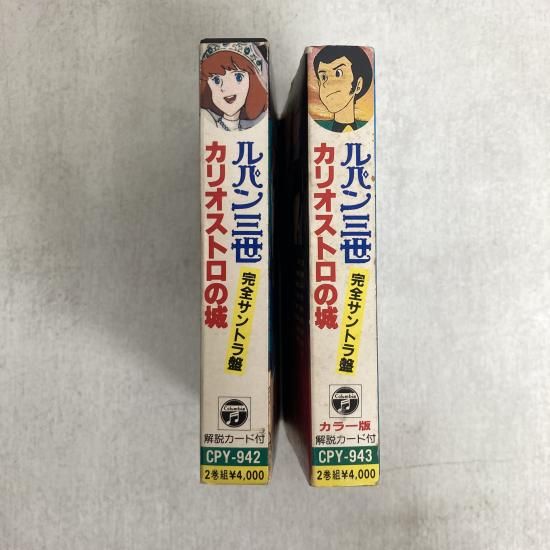 ルパン三世
カリオストロの城
完全サントラ盤
Columbia
解説カード付
CPY-942
2巻組¥4,000
ルパン三世
カリオストロの城
完全サントラ盤
Columbia
カラー版
解説カード付
CPY-943
2巻組¥4,000